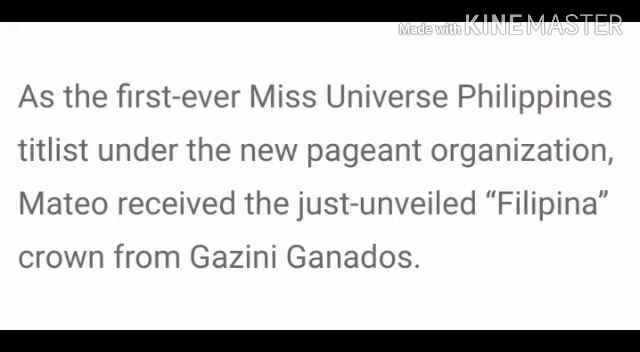 Made with KINEMASTER
As the first-ever Miss Universe Philippines
titlist under the new pageant organization,
Mateo received the just-unveiled “Filipina”
crown from Gazini Ganados.